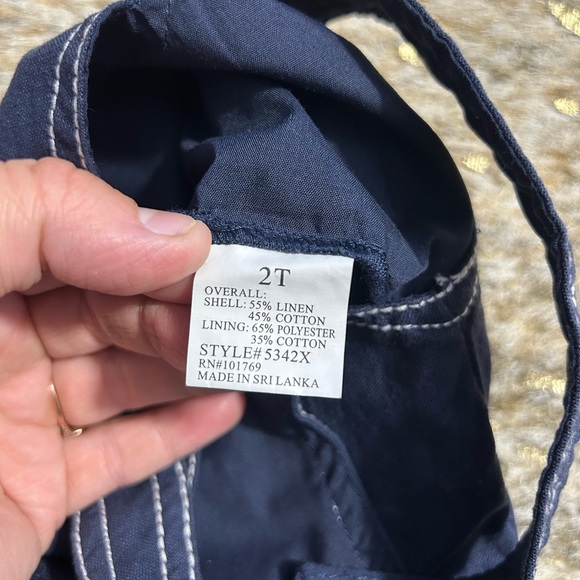 2T
OVERALL:
SHELL: 55% LINEN
45% COTTON
LINING: 65% POLYESTER
35% COTTON
STYLE# 5342X
RN#101769
MADE IN SRI LANKA